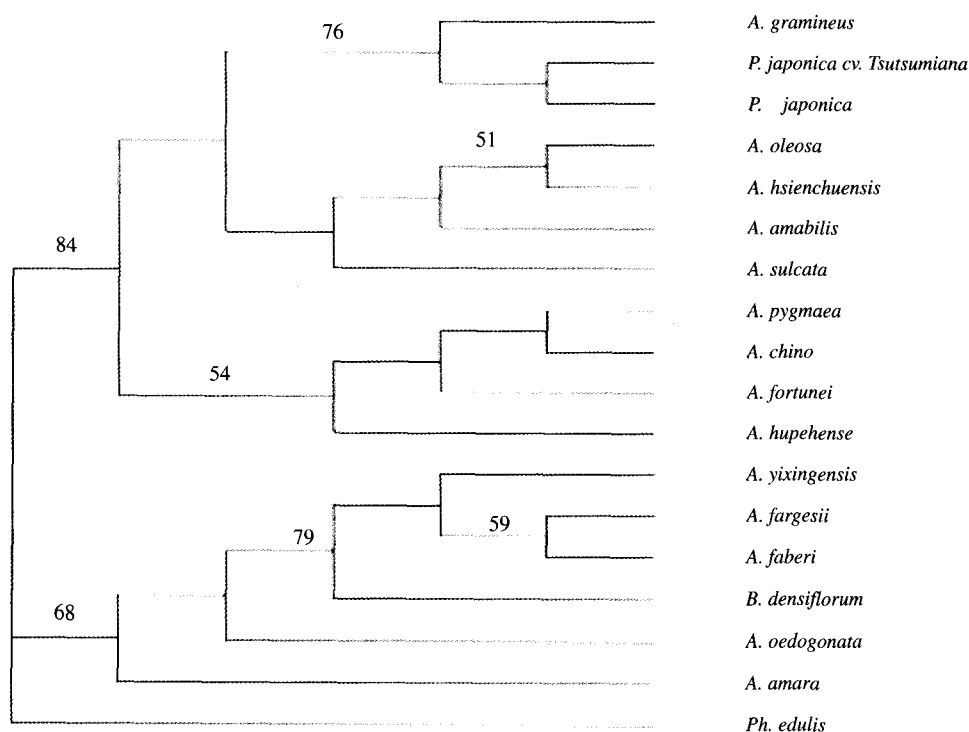 76
A. gramineus
P. japonica cv. Tsutsumiana
P. japonica
51
A. oleosa
A. hsienchuensis
A. amabilis
84
A. sulcata
A. pygmaea
A. chino
54
A. fortunei
A. hupehense
A. yixingensis
59
A. fargesii
79
A. faberi
B. densiflorum
68
A. oedogonata
A. amara
Ph. edulis